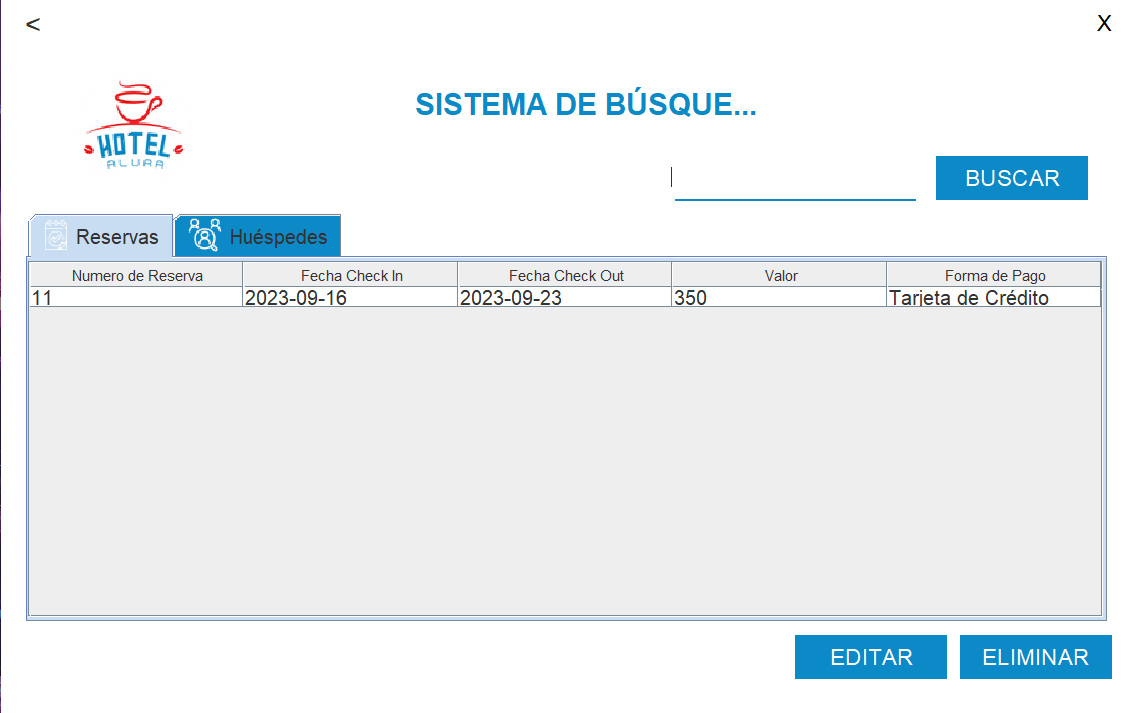 < X
HOTEL
ALURA
SISTEMA DE BÚSQUE...
BUSCAR
Reservas Huéspedes
Numero de Reserva Fecha Check In Fecha Check Out Valor Forma de Pago
11 2023-09-16 2023-09-23 350 Tarjeta de Crédito
EDITAR ELIMINAR